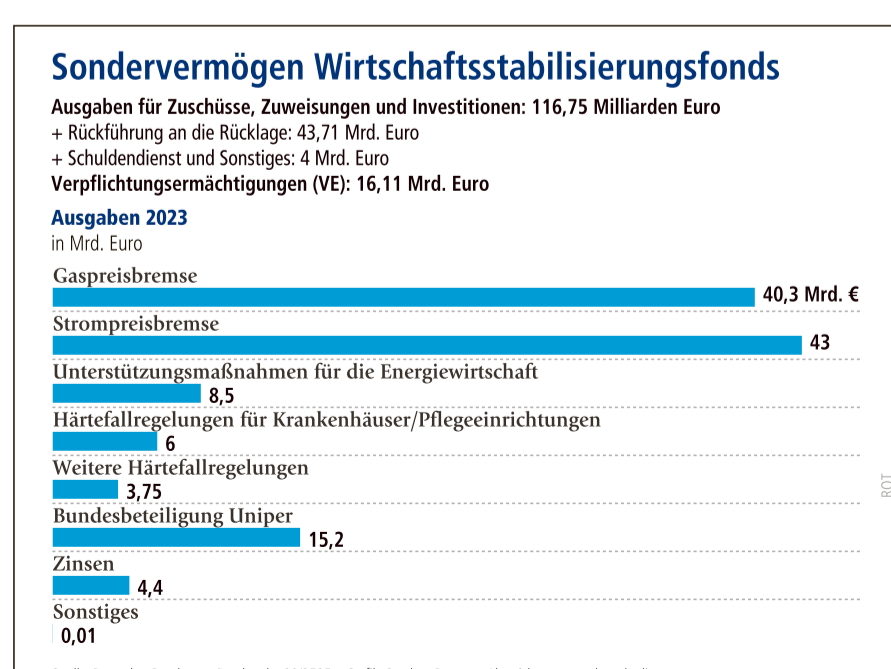 Sondervermögen Wirtschaftsstabilisierungsfonds
Ausgaben für Zuschüsse, Zuweisungen und Investitionen: 116,75 Milliarden Euro
+ Rückführung an die Rücklage: 43,71 Mrd. Euro
+ Schuldendienst und Sonstiges: 4 Mrd. Euro
Verpflichtungsermächtigungen (VE): 16,11 Mrd. Euro
Ausgaben 2023
in Mrd. Euro
Gaspreisbremse
40,3 Mrd. €
Strompreisbremse
43
Unterstützungsmaßnahmen für die Energiewirtschaft
8,5
Härtefallregelungen für Krankenhäuser/Pflegeeinrichtungen
6
Weitere Härtefallregelungen
3,75
Bundesbeteiligung Uniper
15,2
Zinsen
4,4
Sonstiges
0,01
ROT